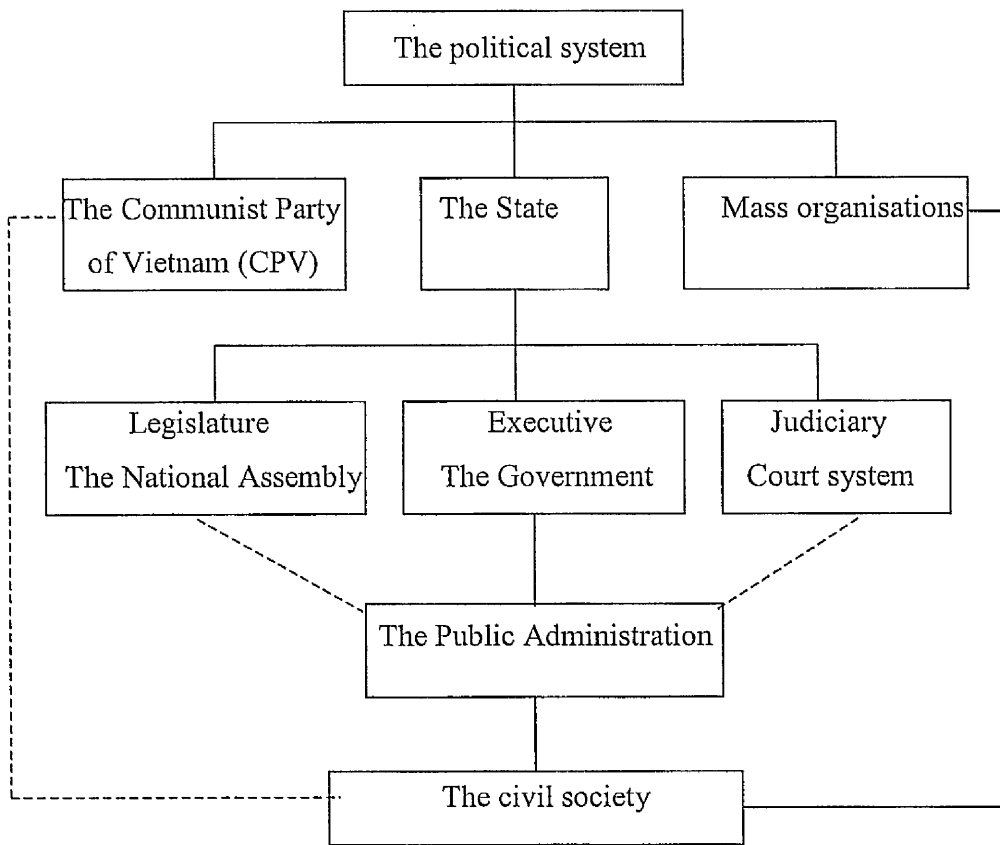 The political system
The Communist Party
of Vietnam (CPV)
The State
Mass organisations
Legislature
The National Assembly
Executive
The Government
Judiciary
Court system
The Public Administration
The civil society